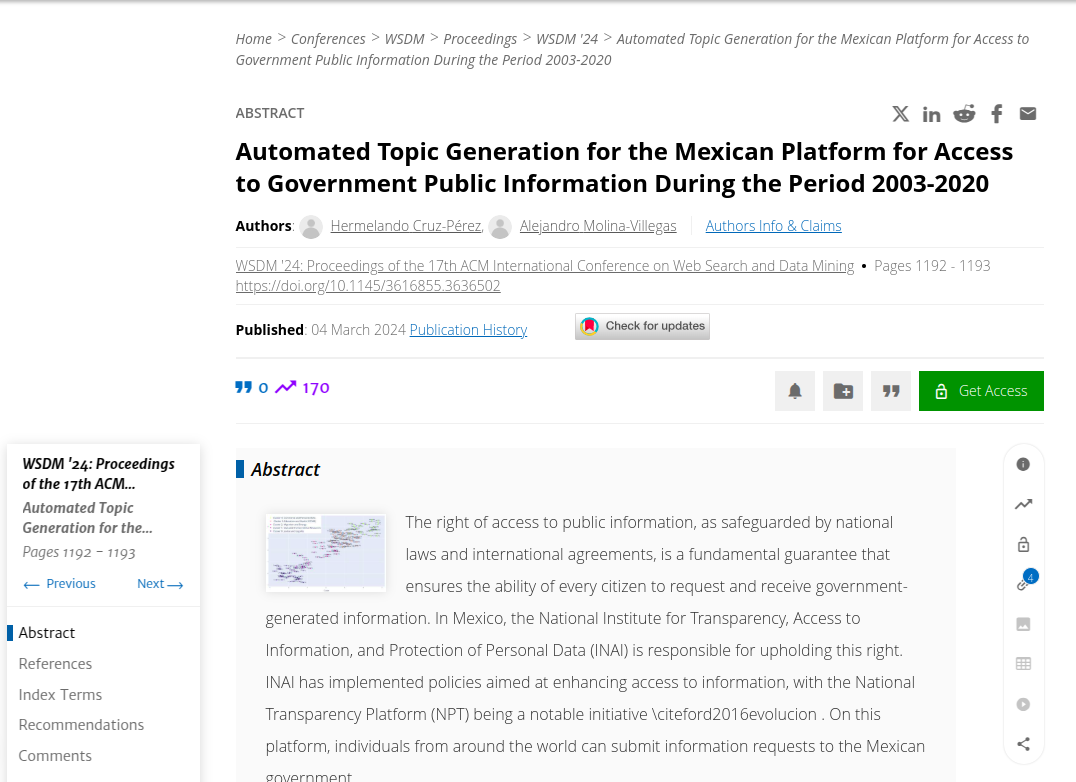 Home > Conferences > WSDM > Proceedings > WSDM '24 > Automated Topic Generation for the Mexican Platform for Access to
Government Public Information During the Period 2003-2020
ABSTRACT
Automated Topic Generation for the Mexican Platform for Access
to Government Public Information During the Period 2003-2020
Authors: Hermelando Cruz-Pérez, Alejandro Molina-Villegas Authors Info & Claims
WSDM '24: Proceedings of the 17th ACM International Conference on Web Search and Data Mining • Pages 1192 - 1193
https://doi.org/10.1145/3616855.3636502
Published: 04 March 2024 Publication History Check for updates
0 170
Get Access
WSDM '24: Proceedings
of the 17th ACM...
Automated Topic
Generation for the...
Pages 1192 – 1193
← Previous Next →
Abstract
References
Index Terms
Recommendations
Comments
Abstract
The right of access to public information, as safeguarded by national
laws and international agreements, is a fundamental guarantee that
ensures the ability of every citizen to request and receive government-
generated information. In Mexico, the National Institute for Transparency, Access to
Information, and Protection of Personal Data (INAI) is responsible for upholding this right.
INAI has implemented policies aimed at enhancing access to information, with the National
Transparency Platform (NPT) being a notable initiative \citeford2016evolucion . On this
platform, individuals from around the world can submit information requests to the Mexican
government
4